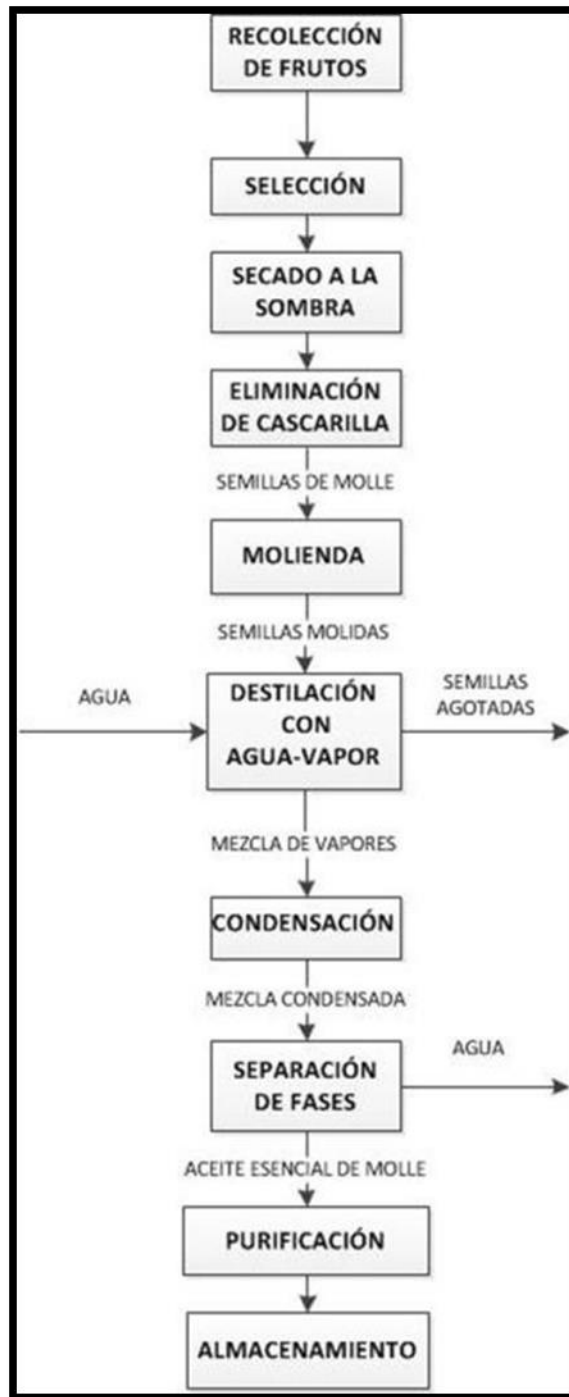 RECOLECCIÓN
DE FRUTOS
SELECCIÓN
SECADO A LA
SOMBRA
ELIMINACIÓN
DE CASCARILLA
SEMILLAS DE MOLLE
MOLIENDA
SEMILLAS MOLIDAS
AGUA
DESTILACIÓN
CON
AGUA-VAPOR
SEMILLAS
AGOTADAS
MEZCLA DE VAPORES
CONDENSACIÓN
MEZCLA CONDENSADA
SEPARACIÓN
DE FASES
AGUA
ACEITE ESENCIAL DE MOLLE
PURIFICACIÓN
ALMACENAMIENTO